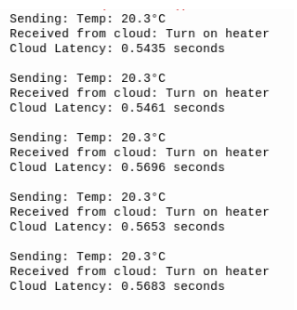 Sending: Temp: 20.3°C
Received from cloud: Turn on heater
Cloud Latency: 0.5435 seconds
Sending: Temp: 20.3°C
Received from cloud: Turn on heater
Cloud Latency: 0.5461 seconds
Sending: Temp: 20.3°C
Received from cloud: Turn on heater
Cloud Latency: 0.5696 seconds
Sending: Temp: 20.3°C
Received from cloud: Turn on heater
Cloud Latency: 0.5653 seconds
Sending: Temp: 20.3°C
Received from cloud: Turn on heater
Cloud Latency: 0.5683 seconds